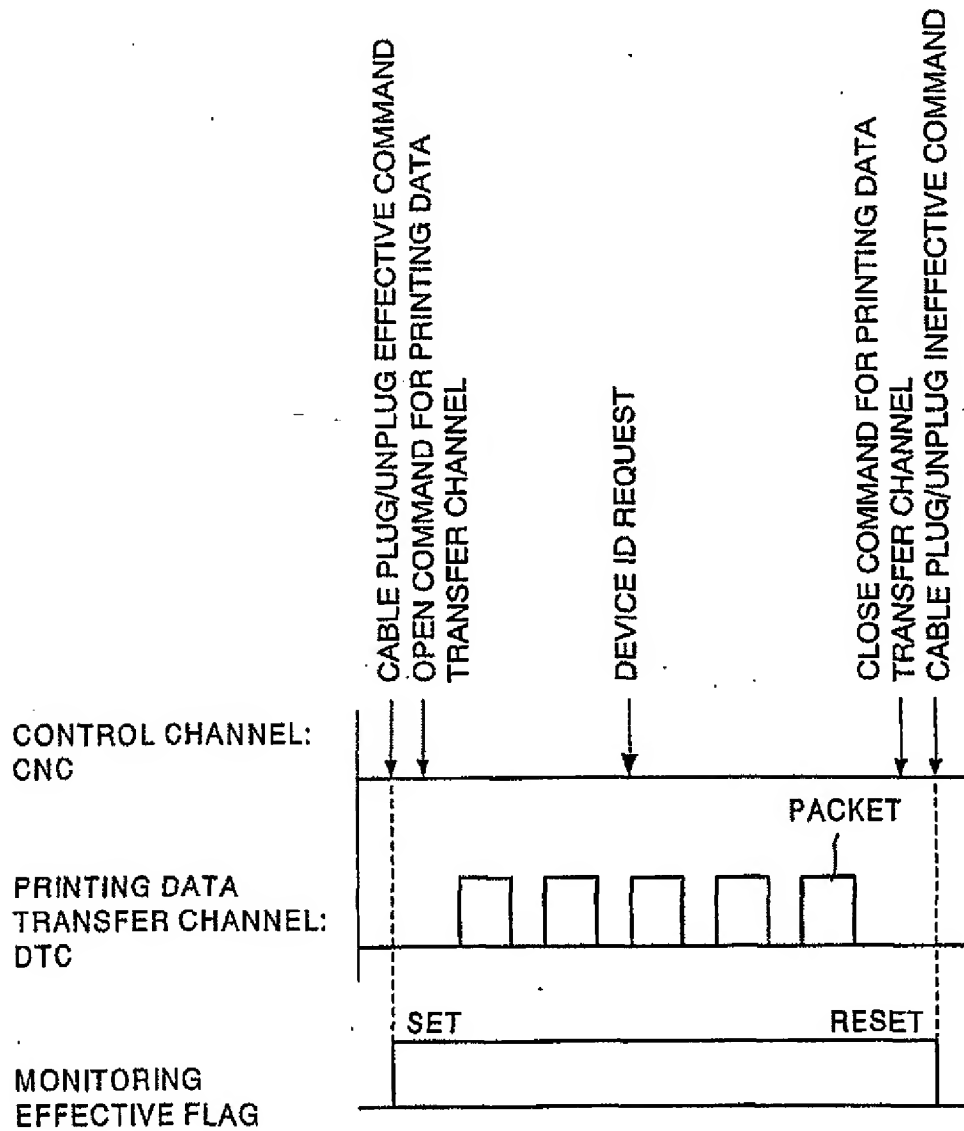 CABLE PLUG/UNPLUG EFFECTIVE COMMAND
OPEN COMMAND FOR PRINTING DATA
TRANSFER CHANNEL
DEVICE ID REQUEST
CLOSE COMMAND FOR PRINTING DATA
TRANSFER CHANNEL
CABLE PLUG/UNPLUG INEFFECTIVE COMMAND
CONTROL CHANNEL:
CNC
PACKET
PRINTING DATA
TRANSFER CHANNEL:
DTC
SET
RESET
MONITORING
EFFECTIVE FLAG